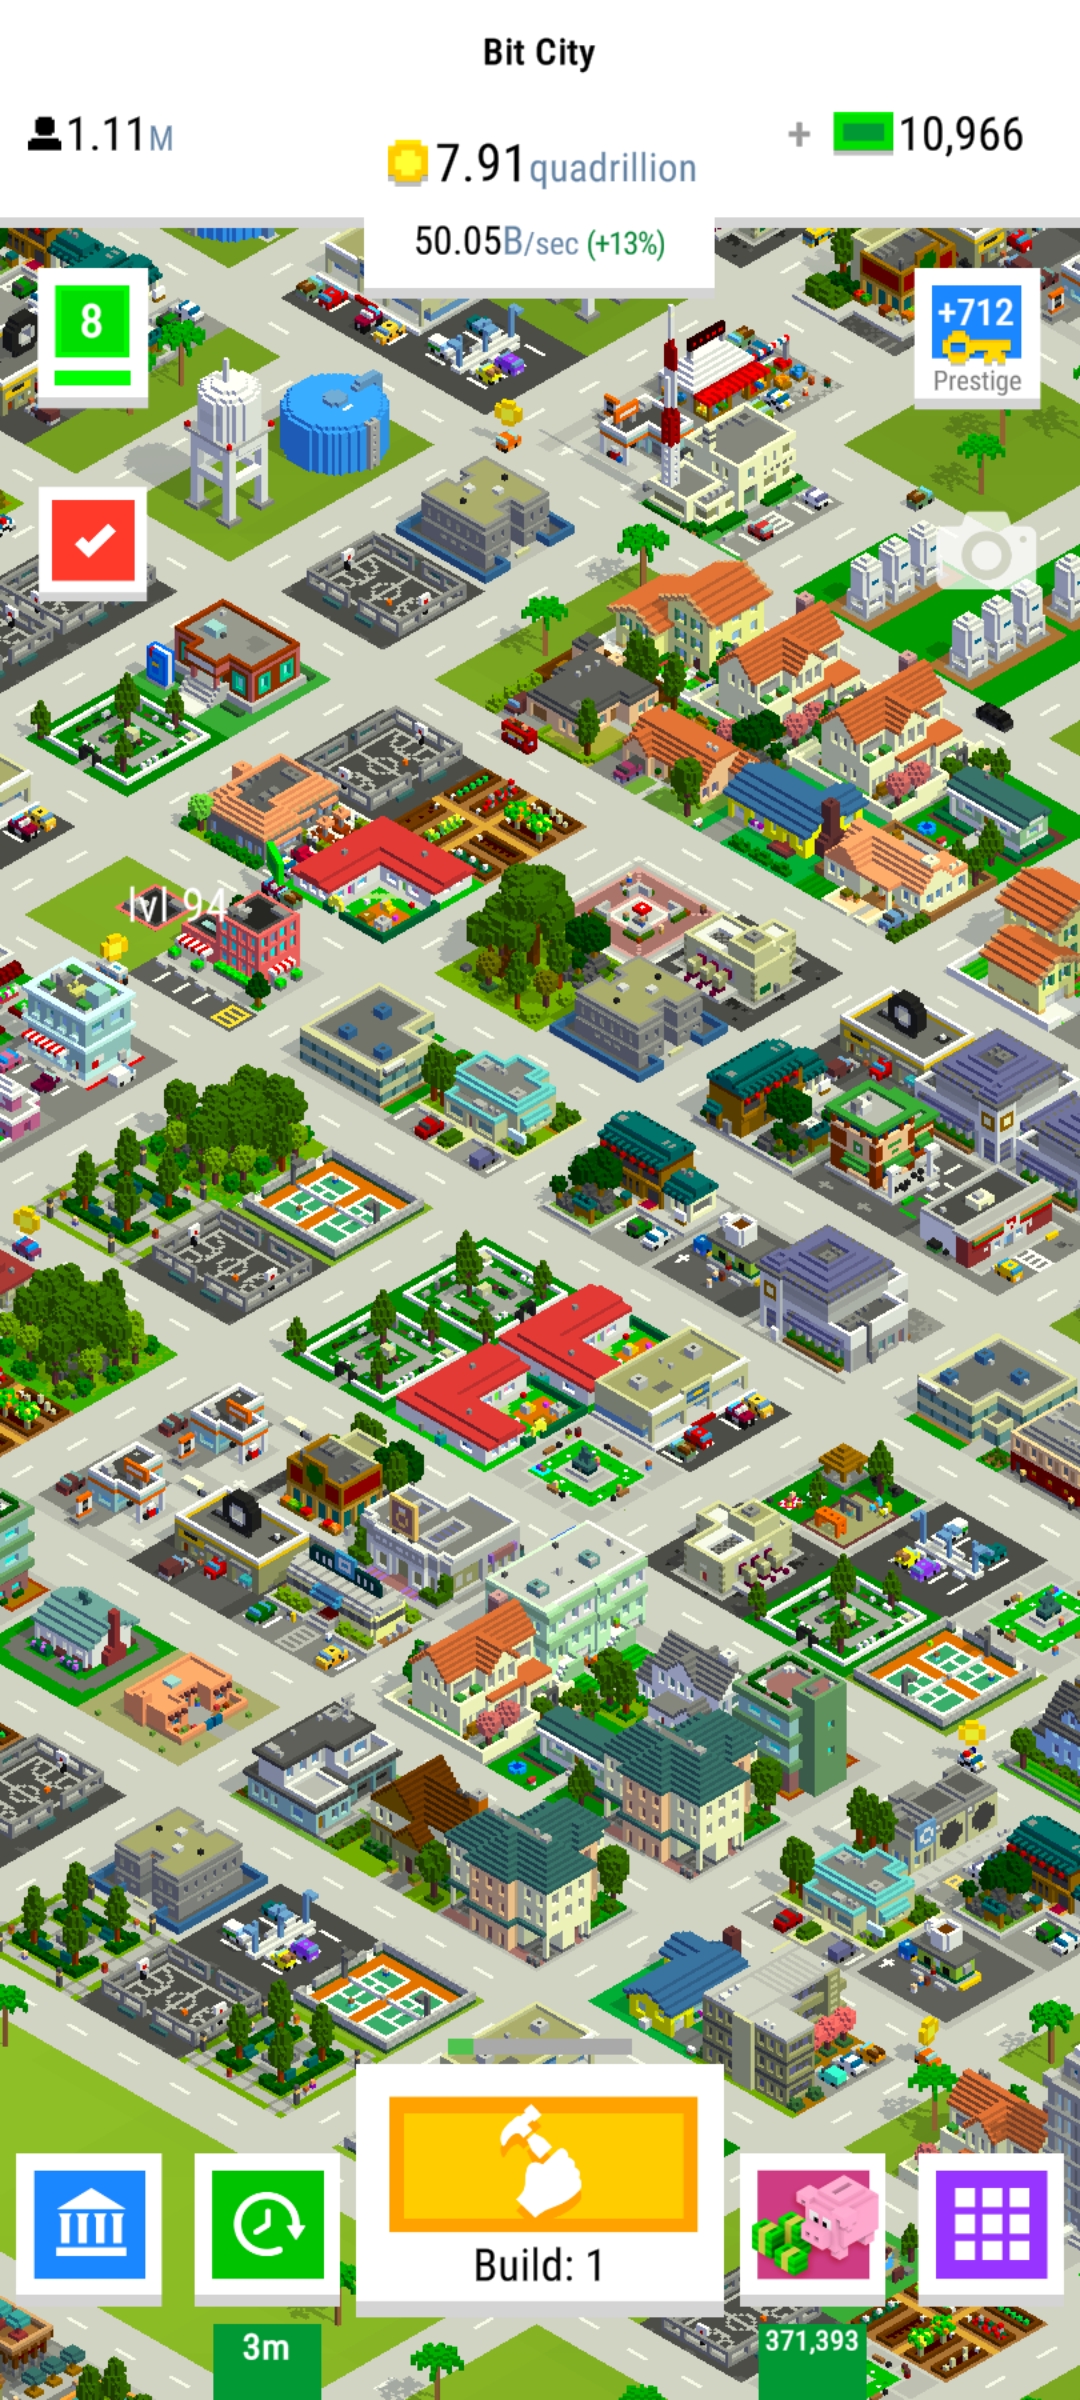 Bit City
1.11M
7.91quadrillion
+ 10,966
50.05B/sec (+13%)
8
+712
Prestige
lvl 94
Build: 1
3m
371,393